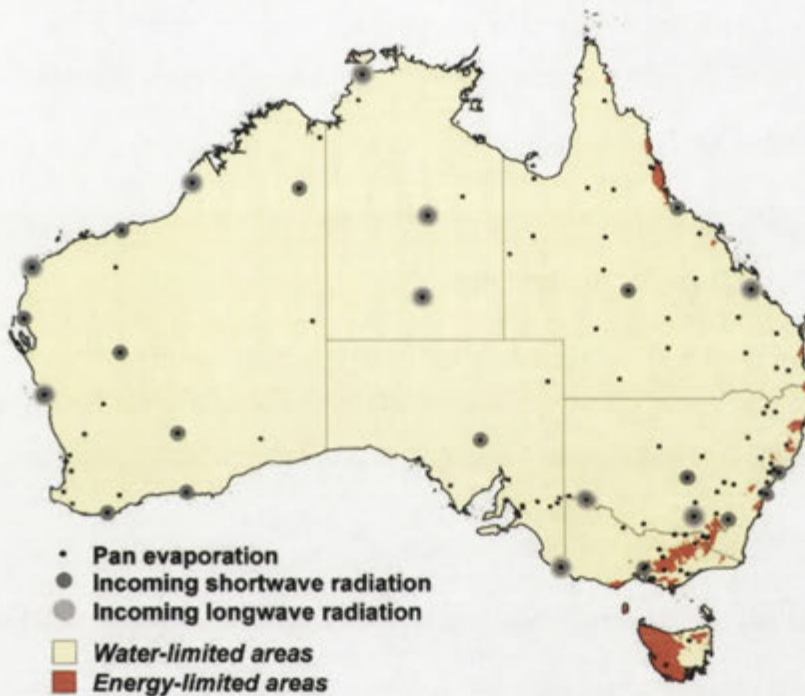 Pan evaporation
Incoming shortwave radiation
Incoming longwave radiation
Water-limited areas
Energy-limited areas